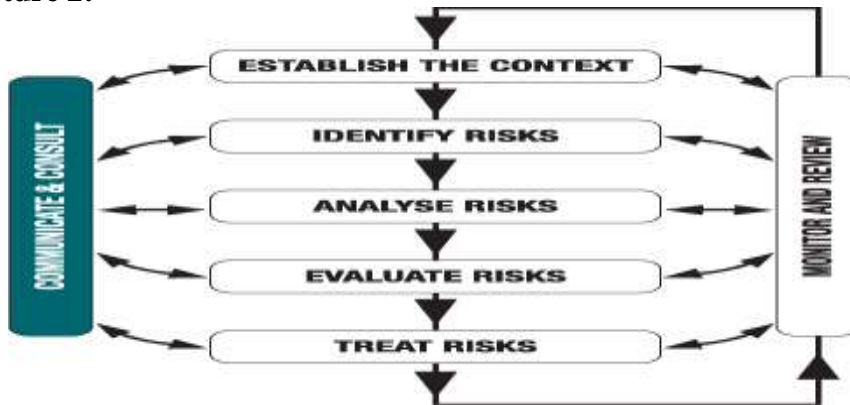 ESTABLISH THE CONTEXT
IDENTIFY RISKS
ANALYSE RISKS
EVALUATE RISKS
TREAT RISKS
COMMUNICATE & CONSULT
MONITOR AND REVIEW